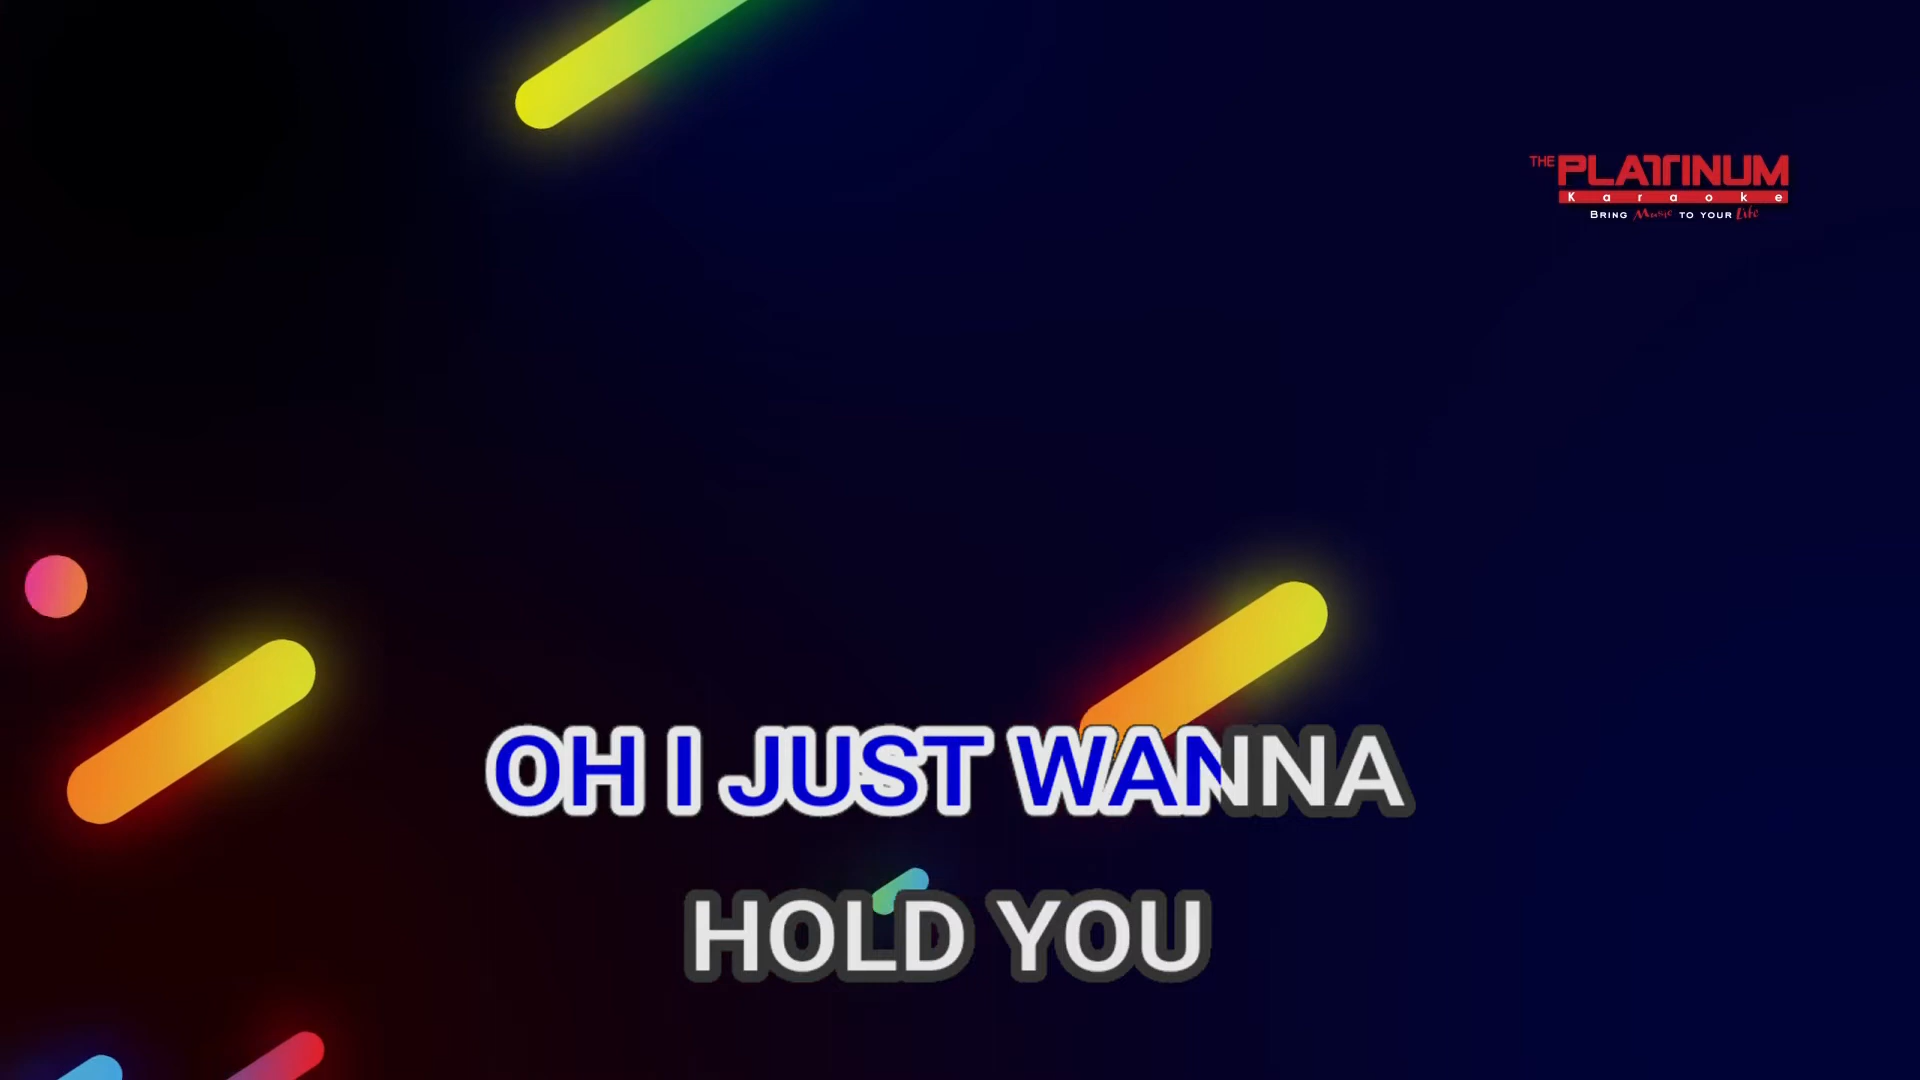 THE PLATINUM
Karaoke
BRING Music TO YOUR Life
OH I JUST WANNA
HOLD YOU